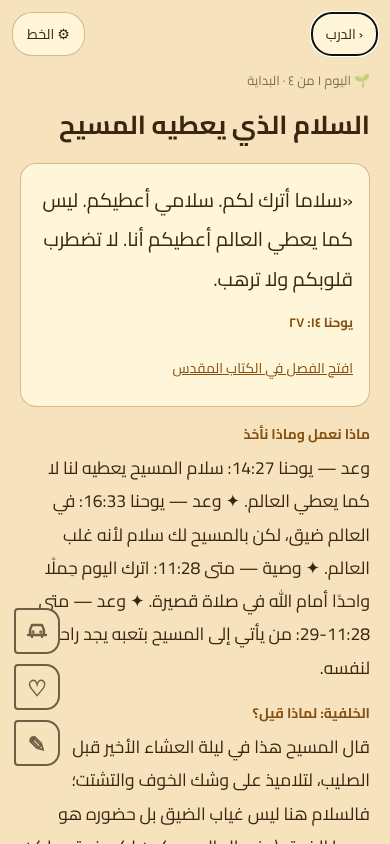 ‹ الدرب
⚙ الخط
🌱 اليوم ١ من ٤ · البداية
السلام الذي يعطيه المسيح
«سلاما أترك لكم. سلامي أعطيكم. ليس
كما يعطي العالم أعطيكم أنا. لا تضطرب
قلوبكم ولا ترهب.
يوحنا ١٤: ٢٧
افتح الفصل في الكتاب المقدس
ماذا نعمل وماذا نأخذ
وعد — يوحنا 14:27: سلام المسيح يعطيه لنا لا
كما يعطي العالم. ✦ وعد — يوحنا 16:33: في
العالم ضيق، لكن بالمسيح لك سلام لأنه غلب
العالم. ✦ وصية — متى 11:28: اترك اليوم حِملًا
واحدًا أمام الله في صلاة قصيرة. ✦ وعد — متى
11:28-29: من يأتي إلى المسيح بتعبه يجد
لنفسه.
الخلفية: لماذا قيل؟
قال المسيح هذا في ليلة العشاء الأخير قبل
الصليب، لتلاميذ على وشك الخوف والتشتت؛
فالسلام هنا ليس غياب الضيق بل حضوره هو